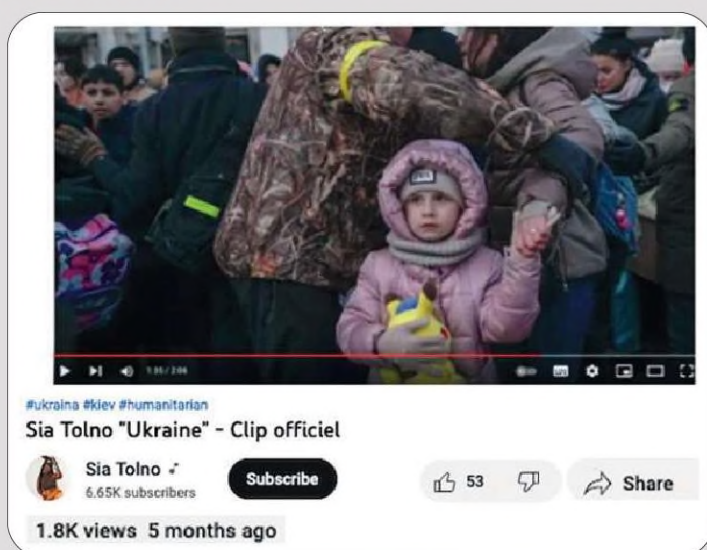 #ukraina #kiev #humanitarian
Sia Tolno "Ukraine" - Clip officiel
Sia Tolno
6.65K subscribers
Subscribe
53
Share
1.8K views 5 months ago